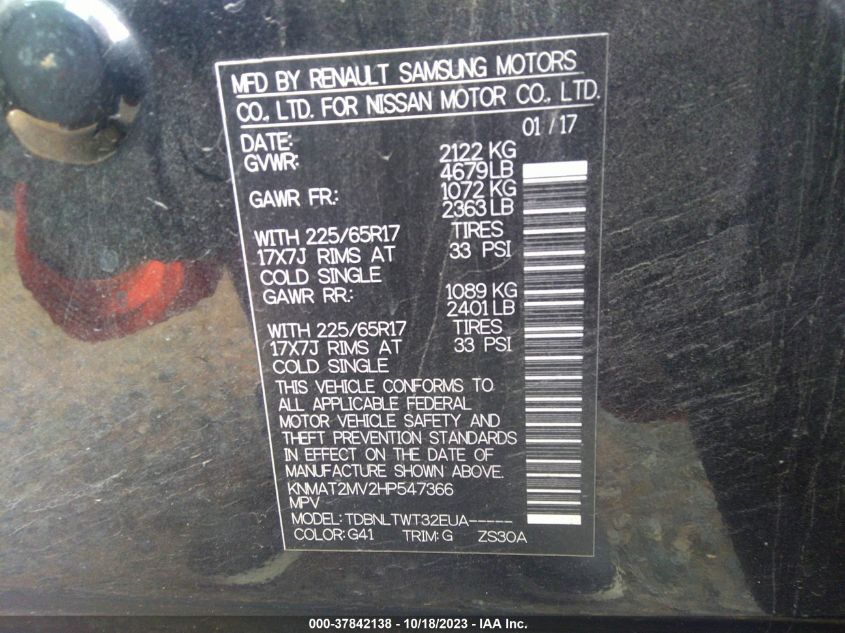 MFD BY RENAULT SAMSUNG MOTORS
CO., LTD. FOR NISSAN MOTOR CO., LTD.
DATE: 01 / 17
GVWR: 2122 KG
4679 LB
GAWR FR: 1072 KG
2363 LB
WITH 225/65R17 TIRES
17X7J RIMS AT 33 PSI
COLD SINGLE
GAWR RR: 1089 KG
2401 LB
WITH 225/65R17 TIRES
17X7J RIMS AT 33 PSI
COLD SINGLE
THIS VEHICLE CONFORMS TO
ALL APPLICABLE FEDERAL
MOTOR VEHICLE SAFETY AND
THEFT PREVENTION STANDARDS
IN EFFECT ON THE DATE OF
MANUFACTURE SHOWN ABOVE.
KNMAT2MV2HP547366
MPV
MODEL: TDBNLTWT32EUA-----
COLOR: G41 TRIM: G ZS30A
000-37842138 - 10/18/2023 - IAA Inc.